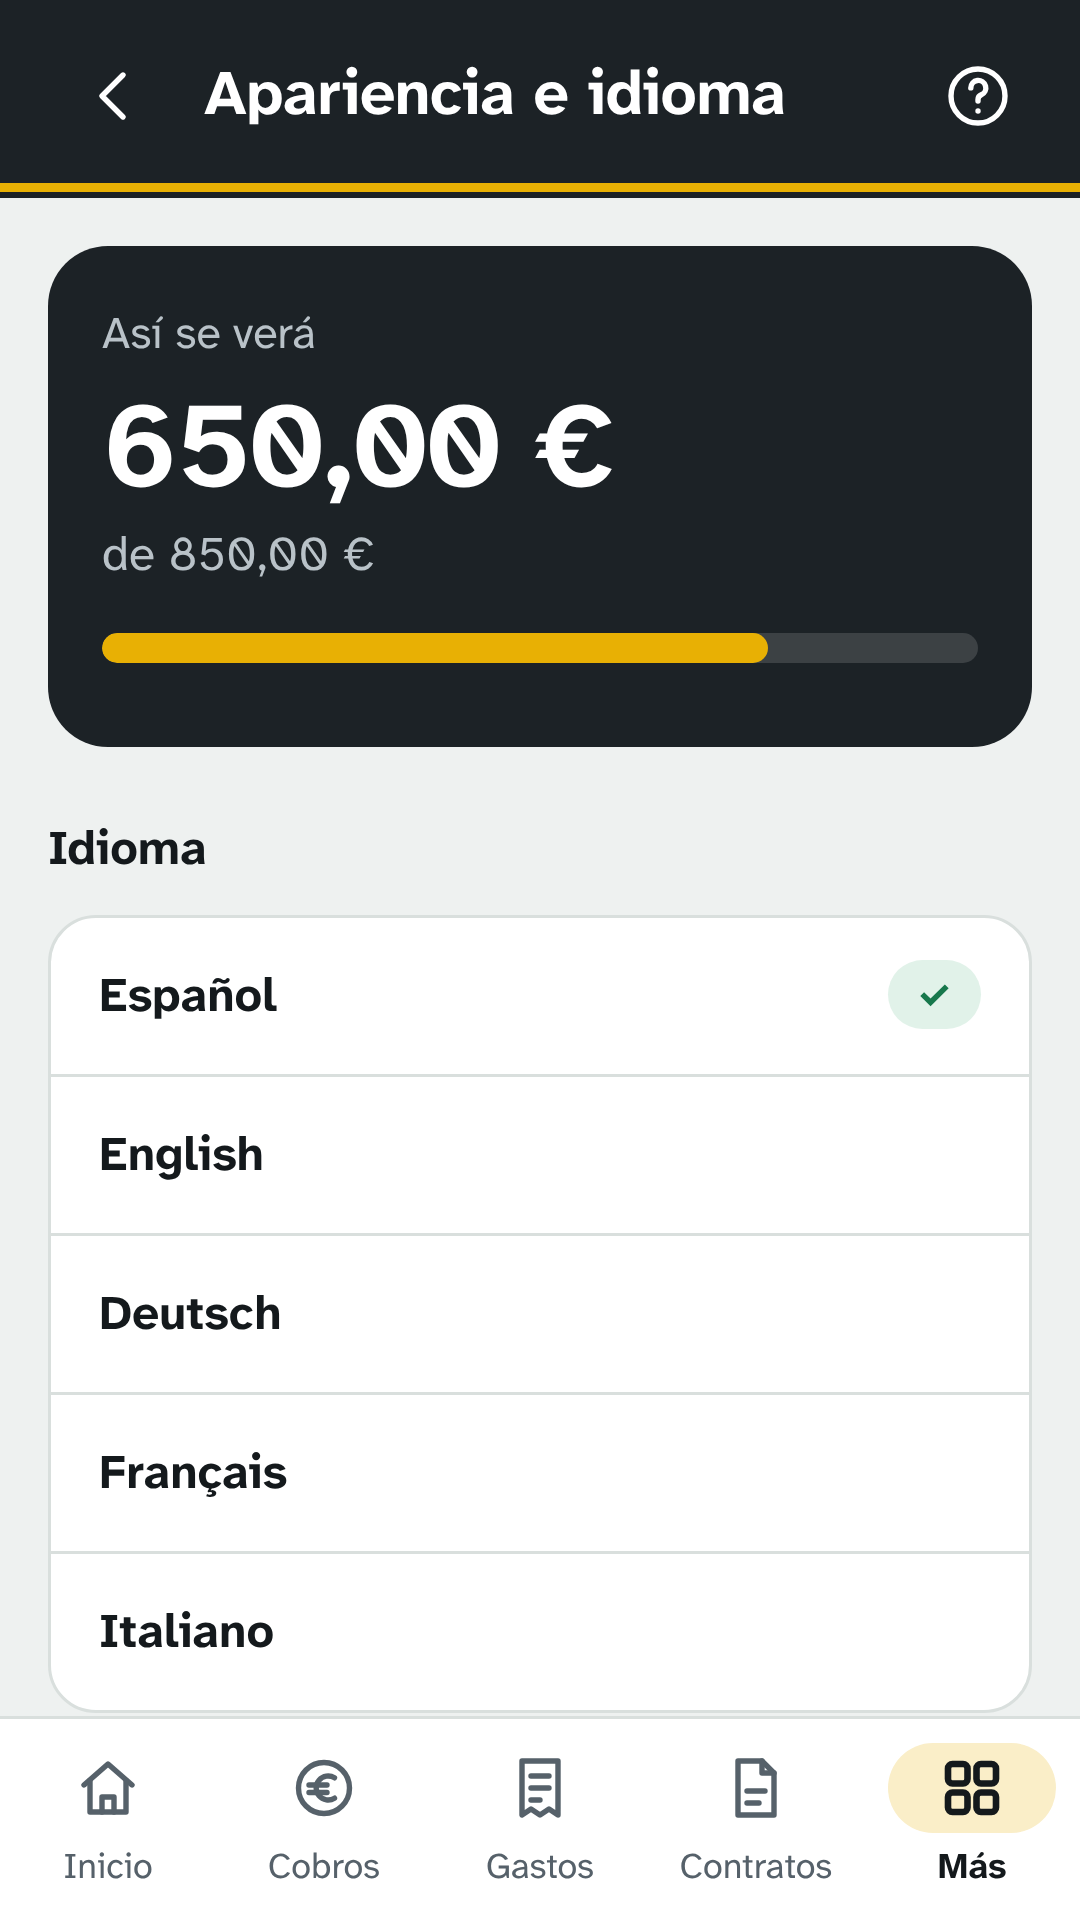 Apariencia e idioma
Así se verá
650,00 €
de 850,00 €
Idioma
Español
English
Deutsch
Français
Italiano
Inicio
Cobros
Gastos
Contratos
Más